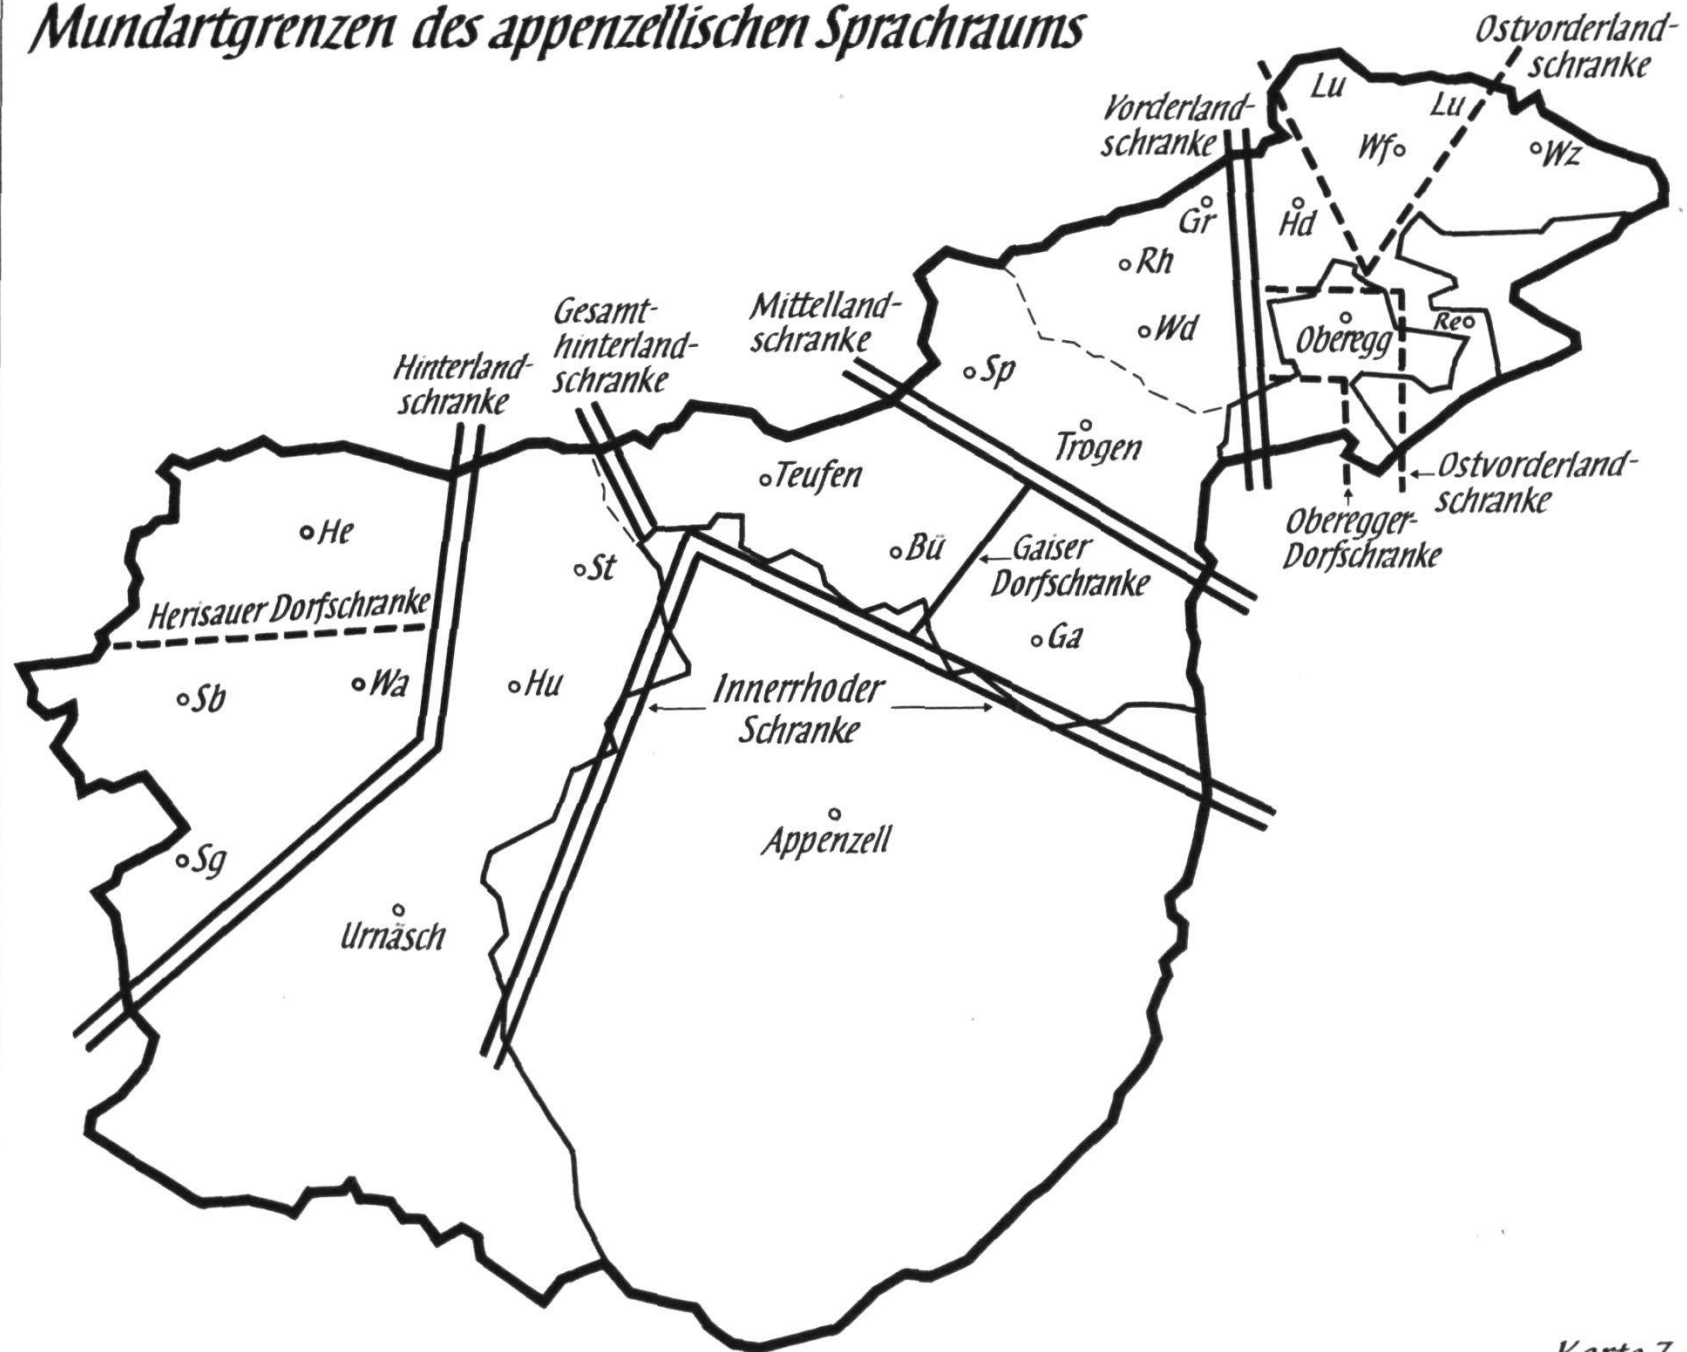 Mundartgrenzen des appenzellischen Sprachraums
Ostvorderland-
schranke
Lu
Lu
Vorderland-
schranke
Wf
Wz
Gr
Hd
Rh
Gesamt-
hinterland-
schranke
Mittelland-
schranke
Wd
Oberegg
Re
Hinterland-
schranke
Sp
Trogen
Teufen
Ostvorderland-
schranke
Oberegger-
Dorfschranke
He
St
Bü
Gaiser
Dorfschranke
Herisauer Dorfschranke
Ga
Sb
Wa
Hu
Innerrhoder
Schranke
Appenzell
Sg
Urnäsch